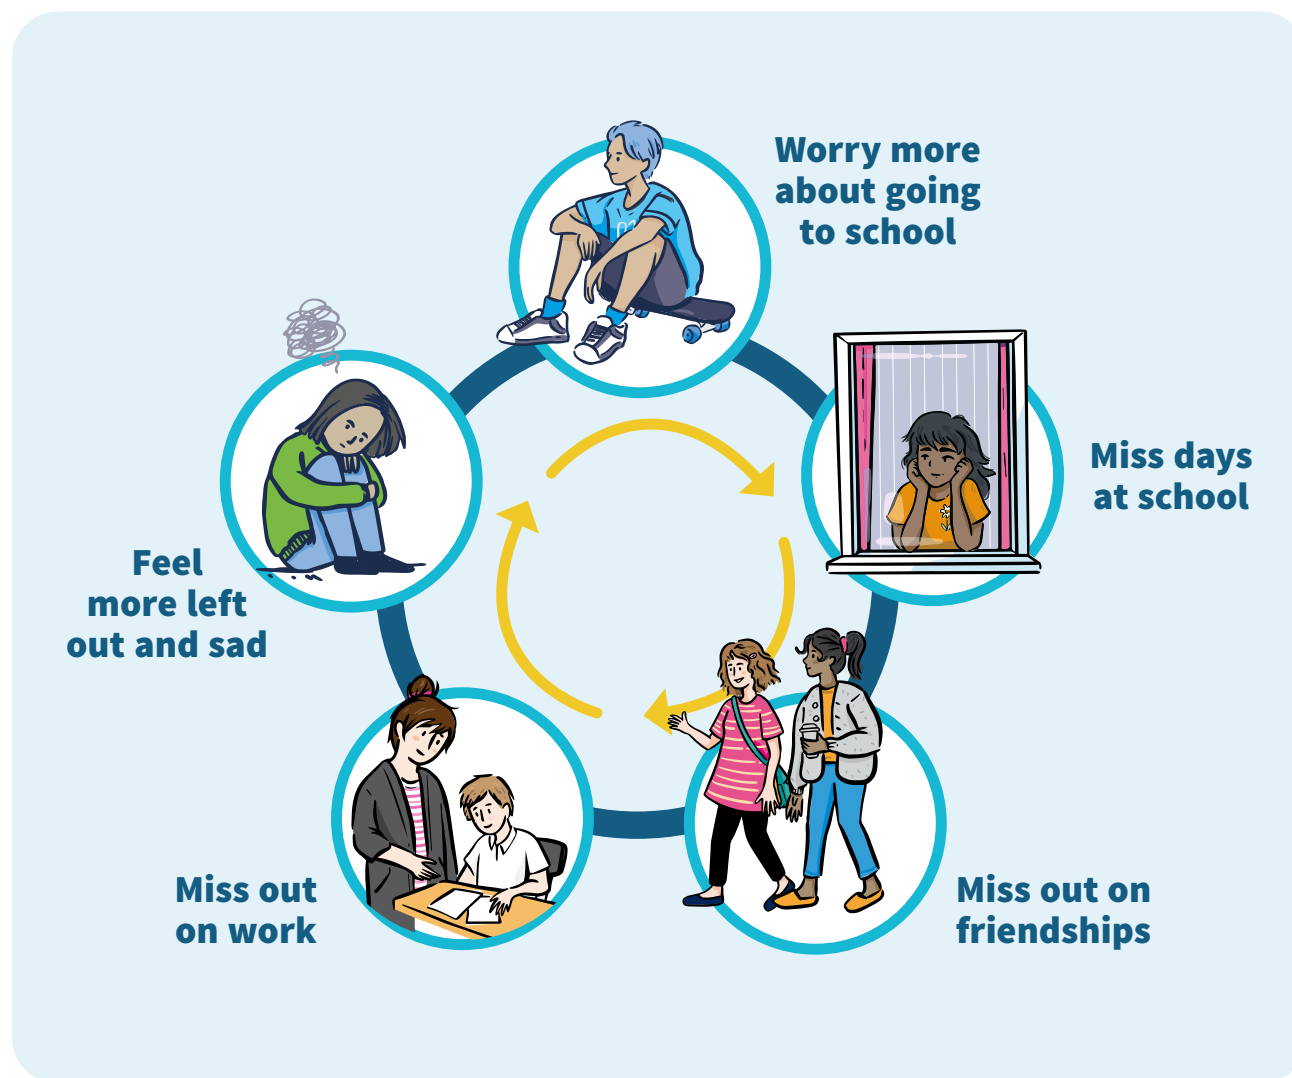 Worry more
about going
to school
Miss days
at school
Miss out on
friendships
Miss out
on work
Feel
more left
out and sad